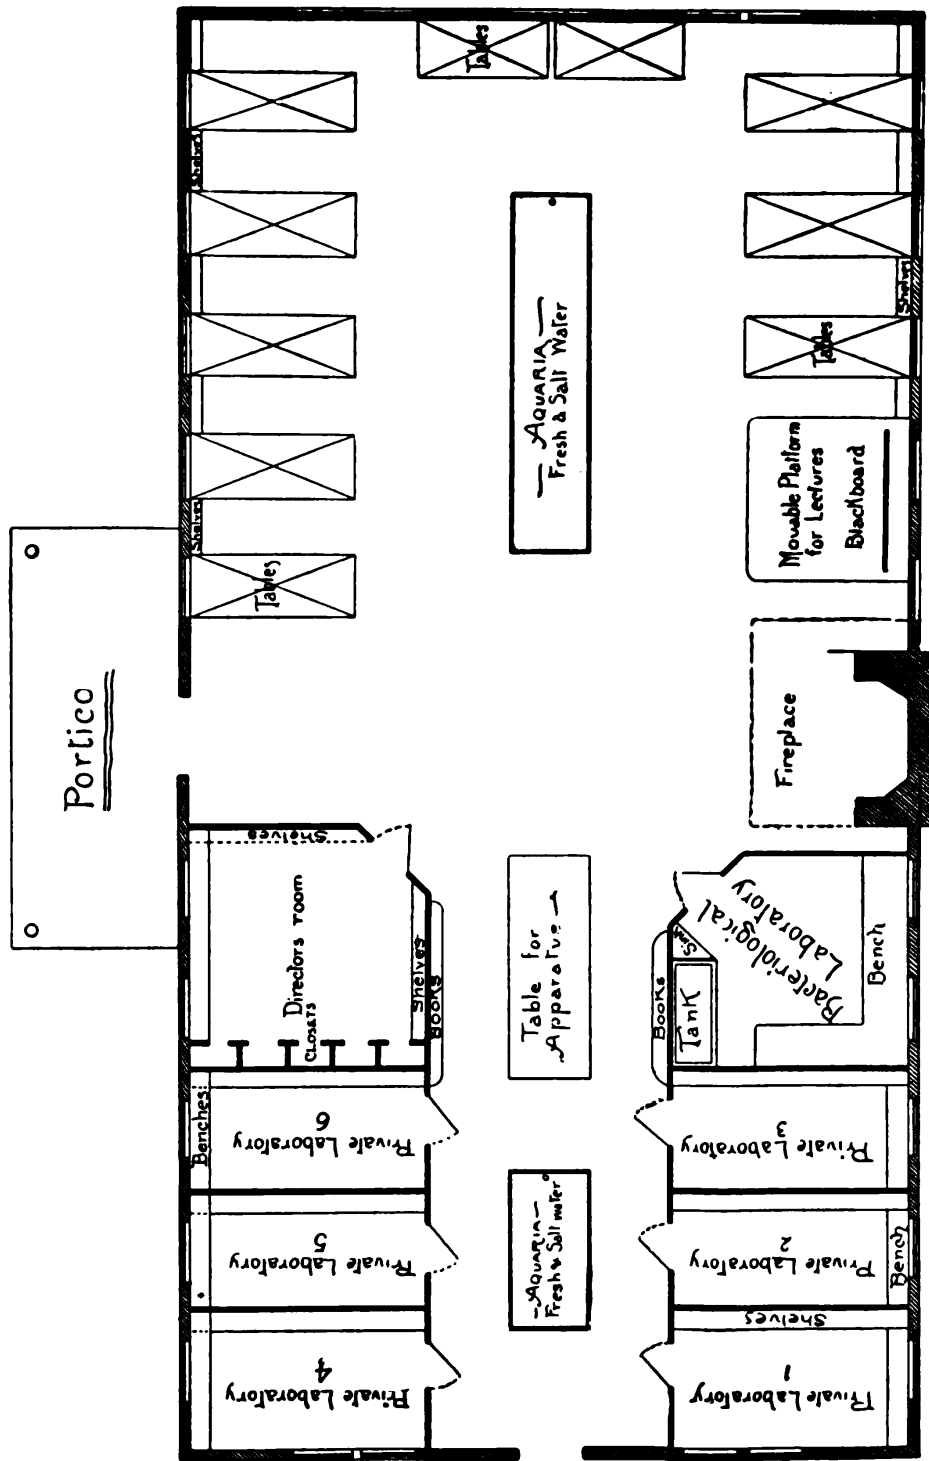 Tables
Shelves
Shelves
Tables
— AQUARIA —
Fresh & Salt Water
Movable Platform
for Lectures
Blackboard
Shelves
Tables
Portico
Fireplace
Shelves
Directors room
CLOSETS
Shelves
BOOKS
Table for
Apparatus
Bacteriological
Laboratory
Sink
Tank
BOOKS
Bench
Benches
Private Laboratory
6
Private Laboratory
3
Private Laboratory
5
— AQUARIA —
Fresh & Salt water
Private Laboratory
2
Bench
Shelves
Private Laboratory
4
Private Laboratory
1